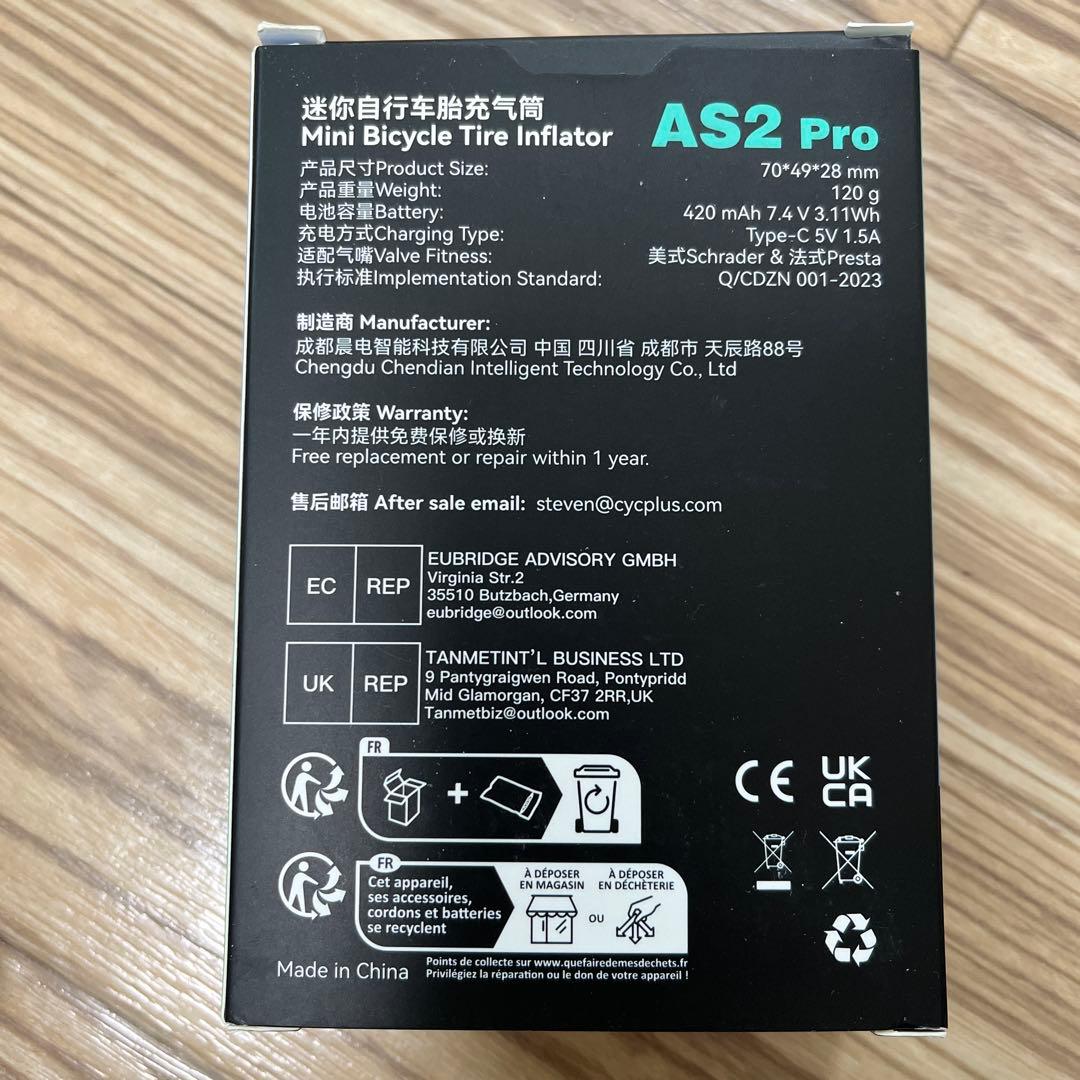 迷你自行车胎充气筒
Mini Bicycle Tire Inflator
AS2 Pro
产品尺寸Product Size: 70*49*28 mm
产品重量Weight: 120 g
电池容量Battery: 420 mAh 7.4 V 3.11Wh
充电方式Charging Type: Type-C 5V 1.5A
适配气嘴Valve Fitness: 美式Schrader & 法式Presta
执行标准Implementation Standard: Q/CDZN 001-2023
制造商 Manufacturer:
成都晨电智能科技有限公司 中国 四川省 成都市 天辰路88号
Chengdu Chendian Intelligent Technology Co., Ltd
保修政策 Warranty:
一年内提供免费保修或换新
Free replacement or repair within 1 year.
售后邮箱 After sale email: steven@cycplus.com
EC REP
EUBRIDGE ADVISORY GMBH
Virginia Str.2
35510 Butzbach,Germany
eubridge@outlook.com
UK REP
TANMETINT'L BUSINESS LTD
9 Pantygraigwen Road, Pontypridd
Mid Glamorgan, CF37 2RR,UK
Tanmetbiz@outlook.com
FR
+
CE
UK
CA
FR
Cet appareil,
ses accessoires,
cordons et batteries
se recyclent
À DÉPOSER
EN MAGASIN
OU
À DÉPOSER
EN DÉCHÈTERIE
Points de collecte sur www.quefairedemesdechets.fr
Privilégiez la réparation ou le don de votre appareil !
Made in China